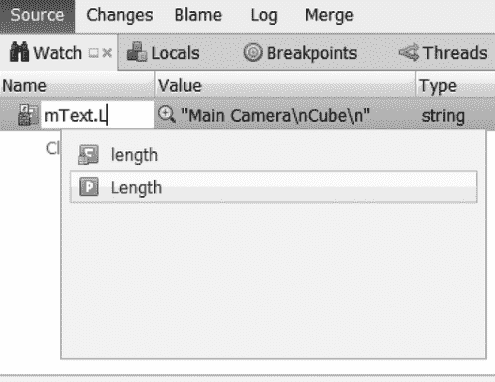 Source Changes Blame Log Merge
Watch Locals Breakpoints Threads
Name Value Type
mText.L "Main Camera\nCube\n" string
Cl
length
Length